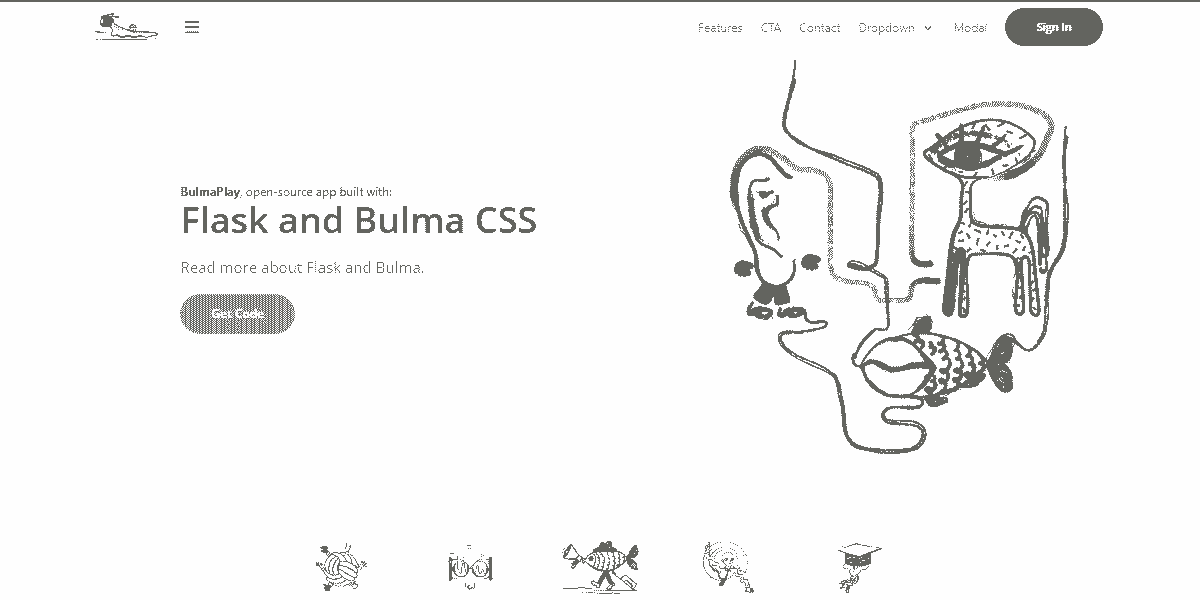 Features CTA Contact Dropdown Modal Sign In
BulmaPlay, open-source app built with:
Flask and Bulma CSS
Read more about Flask and Bulma.
Get Code